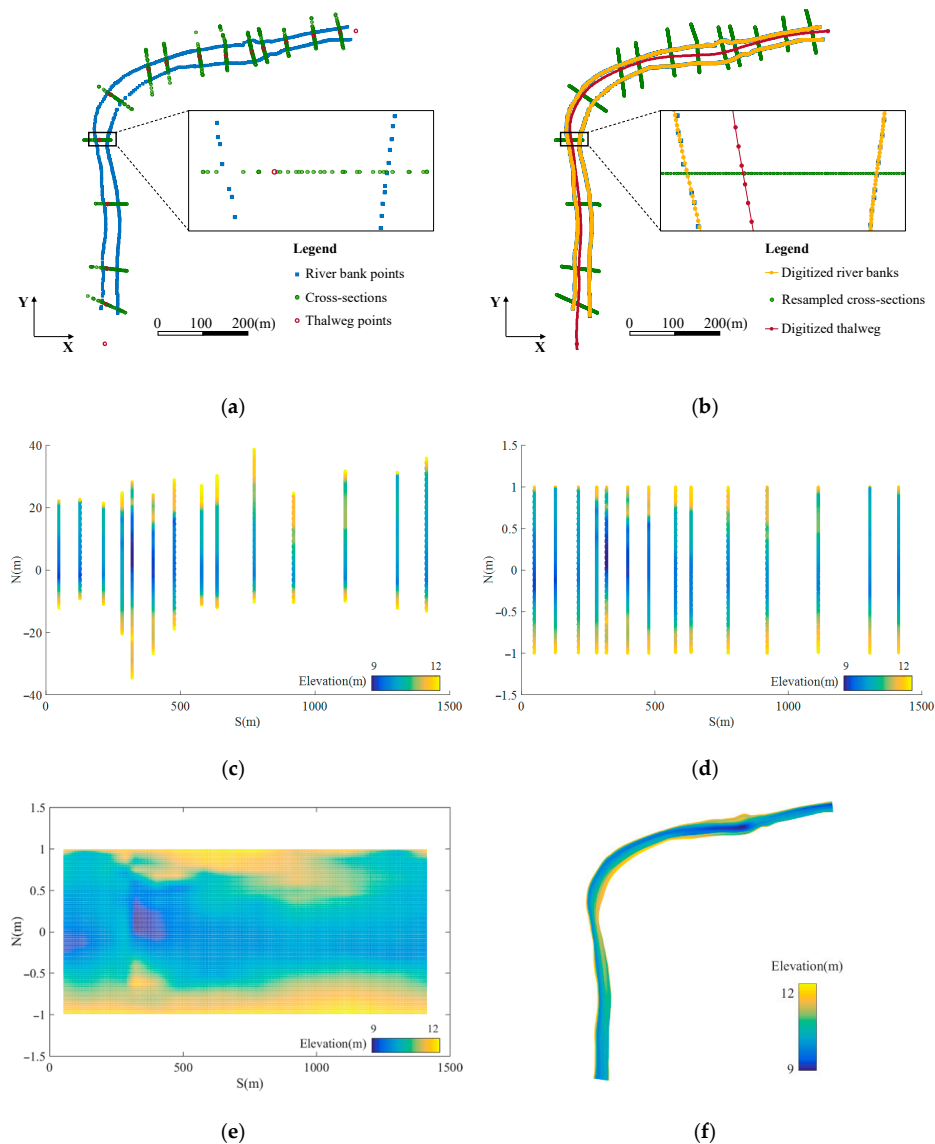 Legend
River bank points
Cross-sections
Thalweg points
Y
X
0 100 200(m)
(a)
Legend
Digitized river banks
Resampled cross-sections
Digitized thalweg
Y
X
0 100 200(m)
(b)
40
20
0
−20
−40
N(m)
9 12
Elevation(m)
0 500 1000 1500
S(m)
(c)
1.5
1
0.5
0
−0.5
−1
−1.5
N(m)
9 12
Elevation(m)
0 500 1000 1500
S(m)
(d)
1.5
1
0.5
0
-0.5
-1
-1.5
N(m)
9 12
Elevation(m)
0 500 1000 1500
S(m)
(e)
Elevation(m)
12
9
(f)